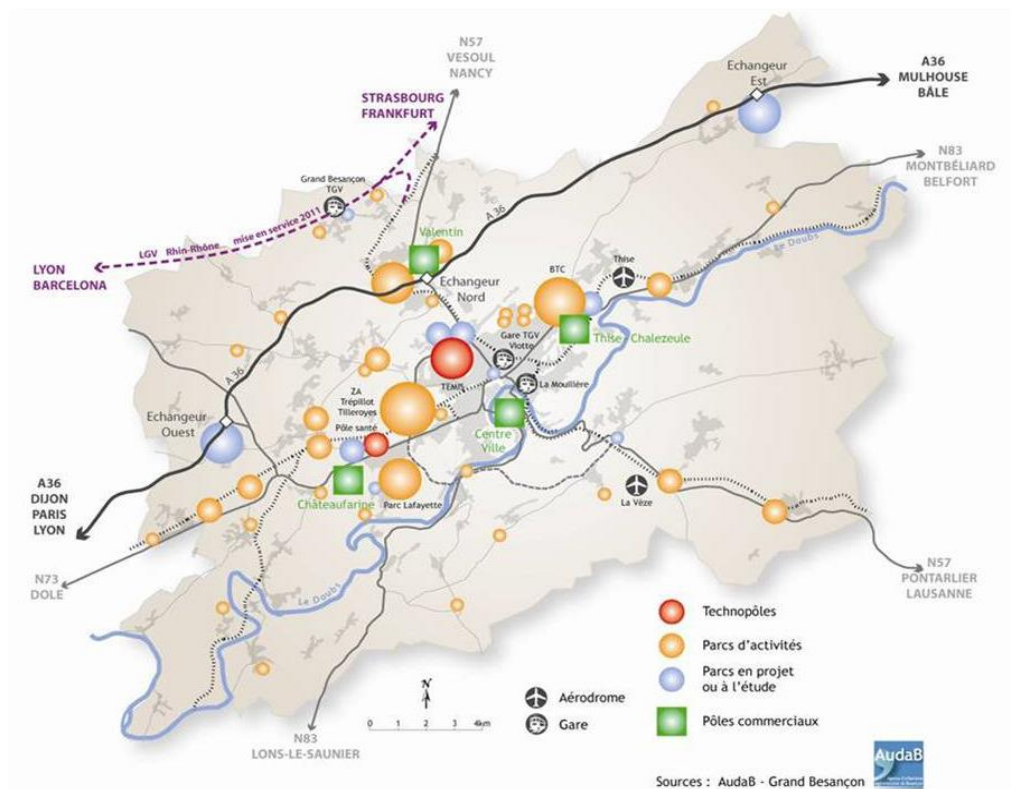 N57
VESOUL
NANCY
A36
MULHOUSE
BÂLE
Echangeur
Est
STRASBOURG
FRANKFURT
N83
MONTBÉLIARD
BELFORT
Grand Besançon
TGV
LGV Rhin-Rhône mise en service 2011
A 36
Valentin
Le Doubs
LYON
BARCELONA
Echangeur
Nord
BTC
Thise
Gare TGV
Viotte
Thise - Chalezeule
TEMIS
La Mouillère
A 36
ZA
Trépillot
Tilleroyes
Echangeur
Ouest
Pôle santé
Centre
Ville
A36
DIJON
PARIS
LYON
Châteaufarine
Parc Lafayette
La Vèze
N73
DOLE
N57
PONTARLIER
LAUSANNE
Le Doubs
Technopôles
Parcs d'activités
Parcs en projet
ou à l'étude
Pôles commerciaux
Aérodrome
Gare
N
0 1 2 3 4km
N83
LONS-LE-SAUNIER
Sources : AudaB - Grand Besançon
AudaB